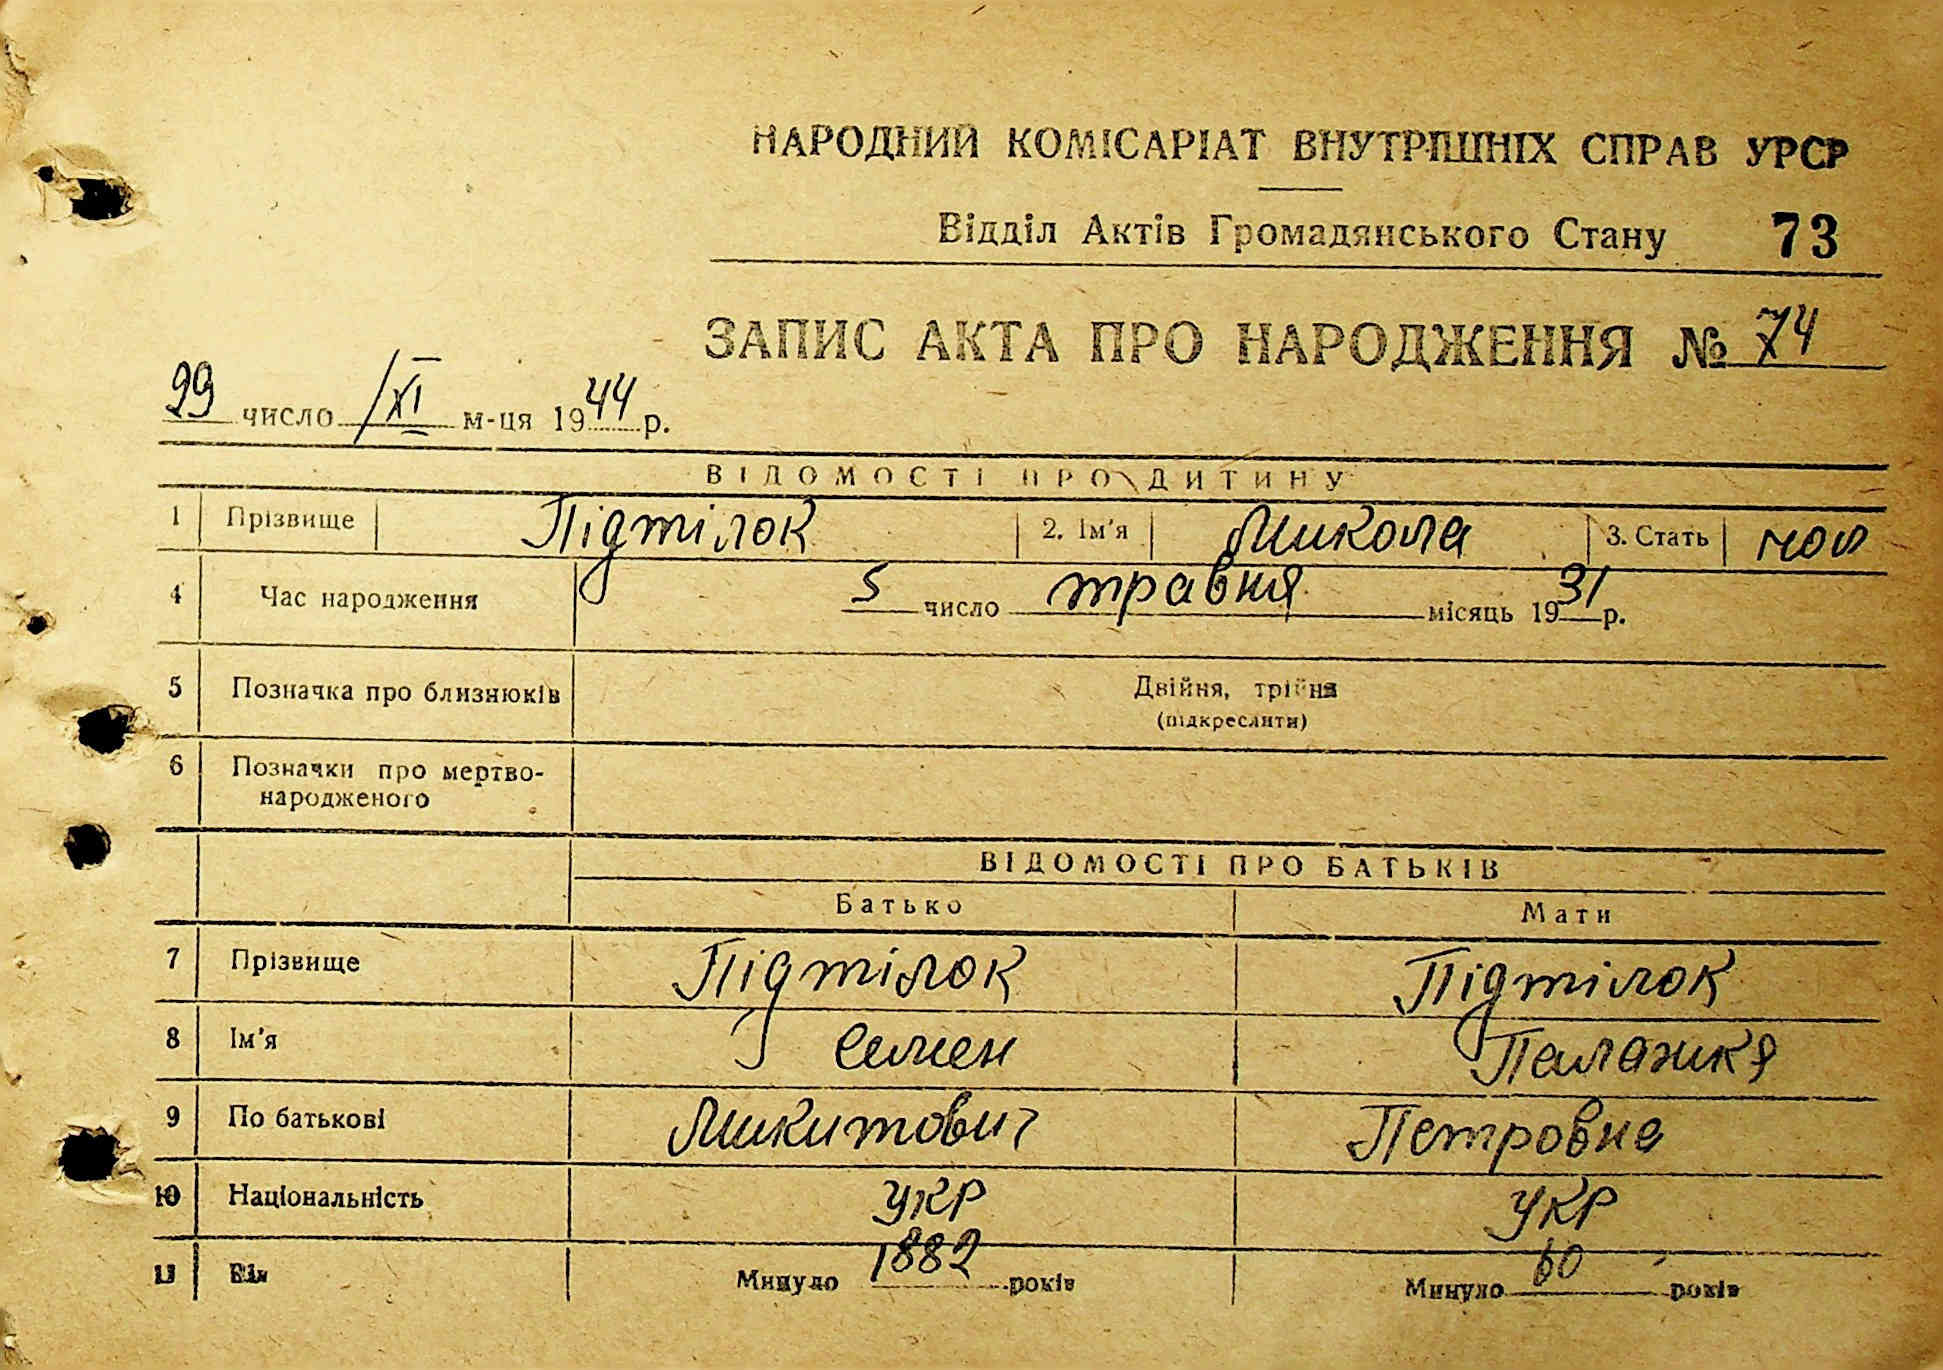 НАРОДНИЙ КОМІСАРІАТ ВНУТРІШНІХ СПРАВ УРСР
Відділ Актів Громадянського Стану 73
ЗАПИС АКТА ПРО НАРОДЖЕННЯ № 74
29 число /XI м-ця 1944 р.
ВІДОМОСТІ ПРО ДИТИНУ
1 Прізвище Підтілок 2. Ім'я Микола 3. Стать чол
4 Час народження 5 число травня місяць 1931 р.
5 Позначка про близнюків Двійня, трійня
(підкреслити)
6 Позначки про мертво-
народженого
ВІДОМОСТІ ПРО БАТЬКІВ
Батько Мати
7 Прізвище Підтілок Підтілок
8 Ім'я Семен Палажка
9 По батькові Микитович Петровна
10 Національність УКР УКР
11 Вік Минуло 1882 років Минуло 60 років